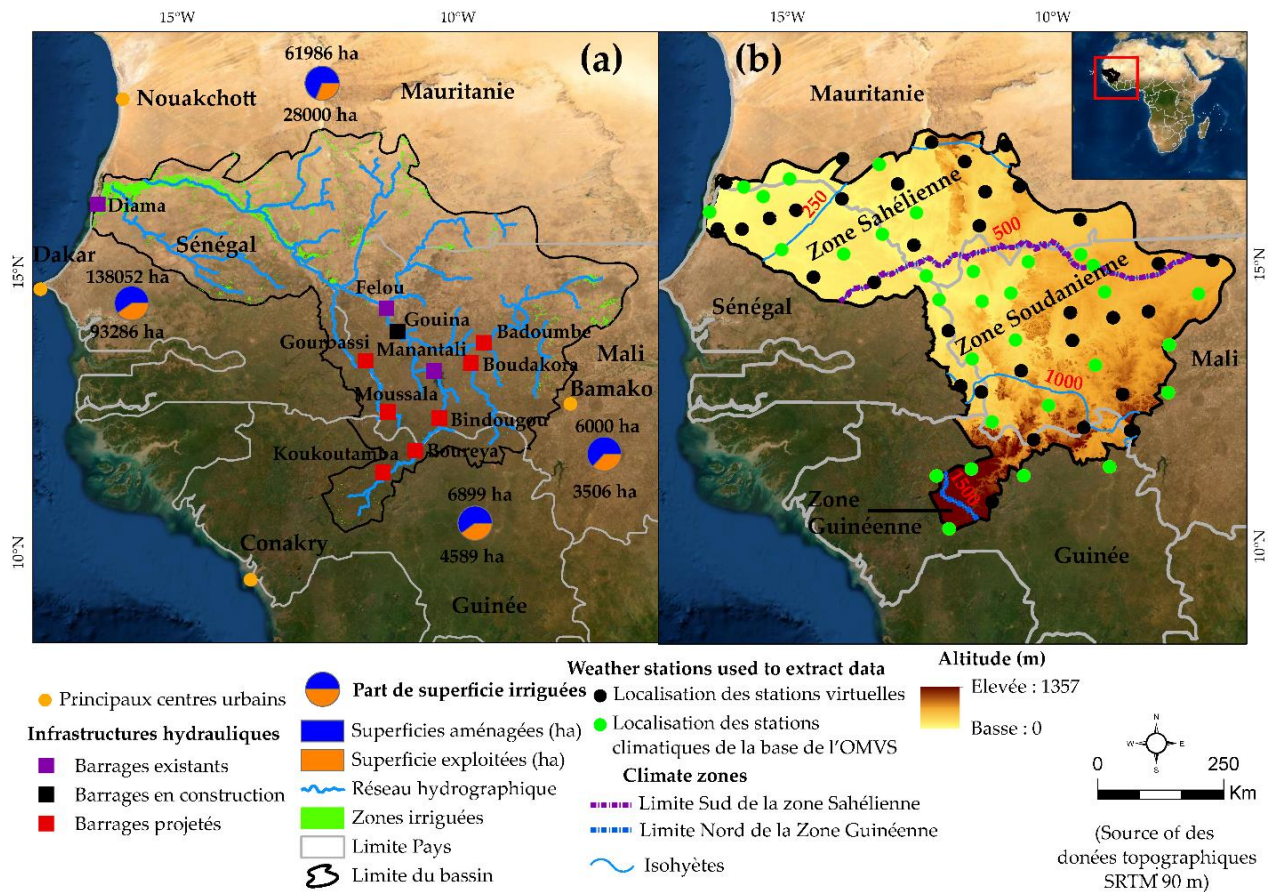 15°W
10°W
15°W
10°W
61986 ha
(a)
Nouakchott
28000 ha
Mauritanie
Diama
Sénégal
Dakar
15°N
138052 ha
93286 ha
Felou
Gouina
Badoumbe
Gourbassi
Manantali
Boudakora
Mali
Moussala
Bamako
Bindougou
6000 ha
Koukoutamba
Boureya
3506 ha
6899 ha
4589 ha
Conakry
10°N
Guinée
(b)
Mauritanie
250
Zone Sahélienne
500
15°N
Sénégal
Zone Soudanienne
Mali
1000
1500
Zone
Guinéenne
Guinée
10°N
Principaux centres urbains
Infrastructures hydrauliques
Barrages existants
Barrages en construction
Barrages projetés
Part de superficie irriguées
Superficies aménagées (ha)
Superficie exploitées (ha)
Réseau hydrographique
Zones irriguées
Limite Pays
Limite du bassin
Weather stations used to extract data
Localisation des stations virtuelles
Localisation des stations
climatiques de la base de l'OMVS
Climate zones
Limite Sud de la zone Sahélienne
Limite Nord de la Zone Guinéenne
Isohyètes
Altitude (m)
Elevée : 1357
Basse : 0
N
W E
S
0 250
Km
(Source of des
donées topographiques
SRTM 90 m)